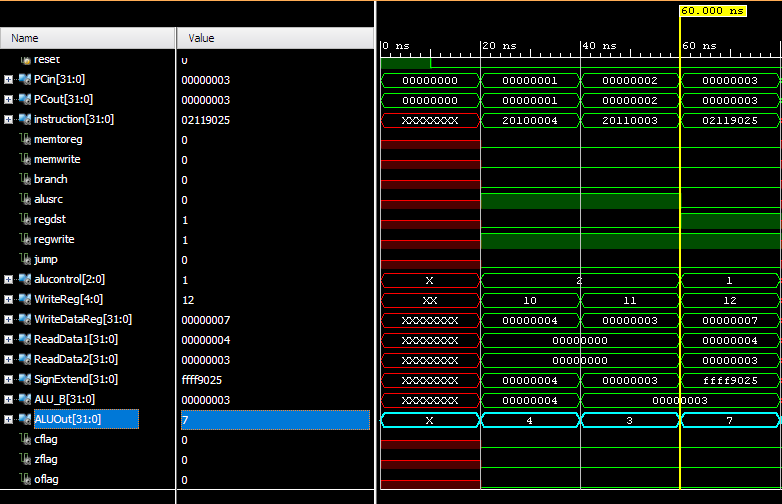 60.000 ns
Name Value 0 ns 20 ns 40 ns 60 ns
reset 0
PCin[31:0] 00000003 00000000 00000001 00000002 00000003
PCout[31:0] 00000003 00000000 00000001 00000002 00000003
instruction[31:0] 02119025 XXXXXXXX 20100004 20110003 02119025
memtoreg 0
memwrite 0
branch 0
alusrc 0
regdst 1
regwrite 1
jump 0
alucontrol[2:0] 1 X 2 1
WriteReg[4:0] 12 XX 10 11 12
WriteDataReg[31:0] 00000007 XXXXXXXX 00000004 00000003 00000007
ReadData1[31:0] 00000004 XXXXXXXX 00000000 00000004
ReadData2[31:0] 00000003 XXXXXXXX 00000000 00000003
SignExtend[31:0] ffff9025 XXXXXXXX 00000004 00000003 ffff9025
ALU_B[31:0] 00000003 XXXXXXXX 00000004 00000003
ALUOut[31:0] 7 X 4 3 7
cflag 0
zflag 0
oflag 0